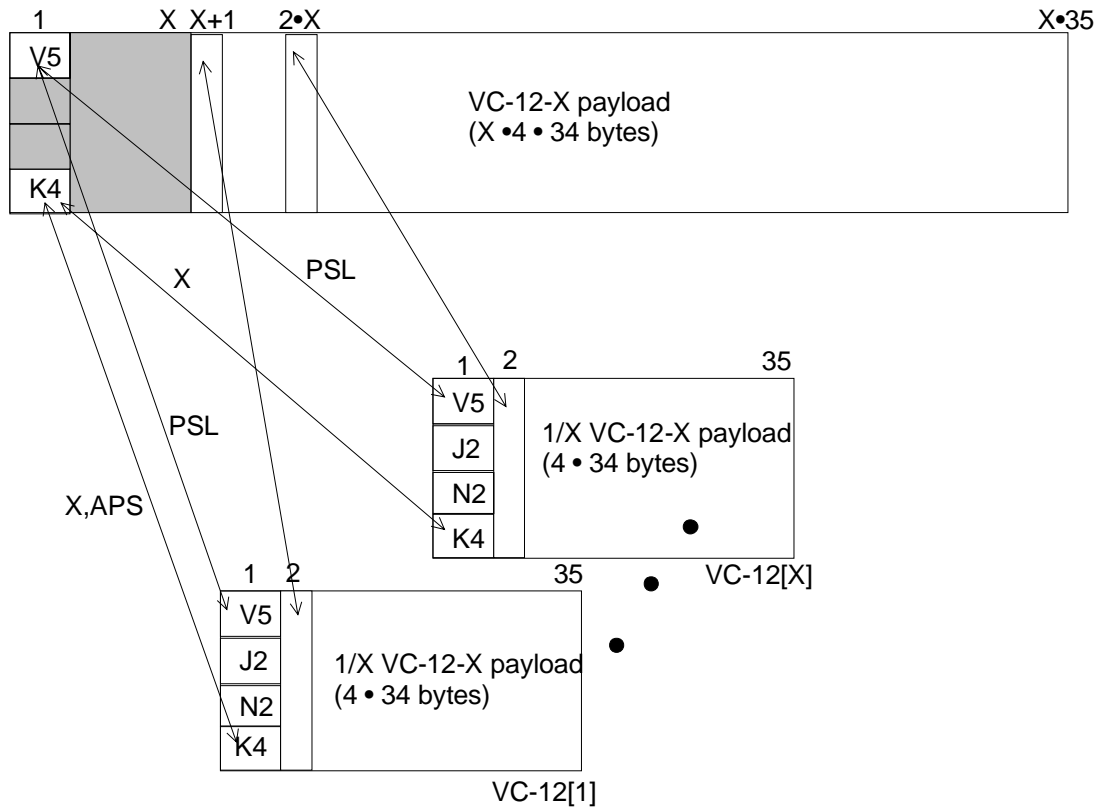 1 X X+1 2•X X•35
V5
VC-12-X payload
(X •4 • 34 bytes)
K4
X
PSL
PSL
X,APS
1 2 35
V5
J2
N2
K4
1/X VC-12-X payload
(4 • 34 bytes)
VC-12[X]
1 2 35
V5
J2
N2
K4
1/X VC-12-X payload
(4 • 34 bytes)
VC-12[1]